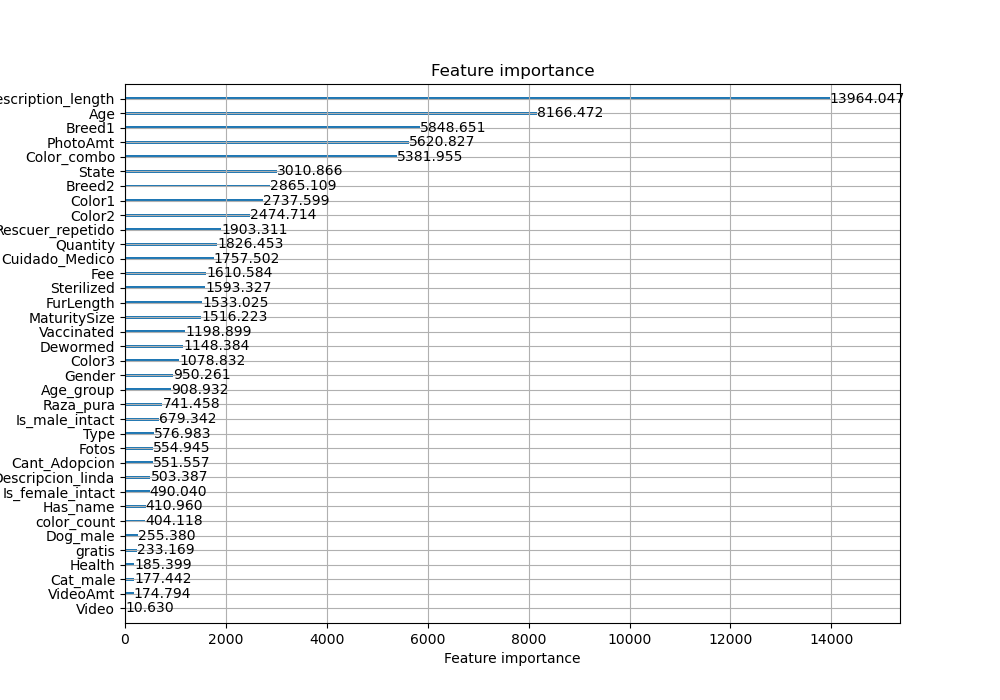 Feature importance
escription_length 13964.047
Age 8166.472
Breed1 5848.651
PhotoAmt 5620.827
Color_combo 5381.955
State 3010.866
Breed2 2865.109
Color1 2737.599
Color2 2474.714
Rescuer_repetido 1903.311
Quantity 1826.453
Cuidado_Medico 1757.502
Fee 1610.584
Sterilized 1593.327
FurLength 1533.025
MaturitySize 1516.223
Vaccinated 1198.899
Dewormed 1148.384
Color3 1078.832
Gender 950.261
Age_group 908.932
Raza_pura 741.458
Is_male_intact 679.342
Type 576.983
Fotos 554.945
Cant_Adopcion 551.557
Descripcion_linda 503.387
Is_female_intact 490.040
Has_name 410.960
color_count 404.118
Dog_male 255.380
gratis 233.169
Health 185.399
Cat_male 177.442
VideoAmt 174.794
Video 10.630
0 2000 4000 6000 8000 10000 12000 14000
Feature importance